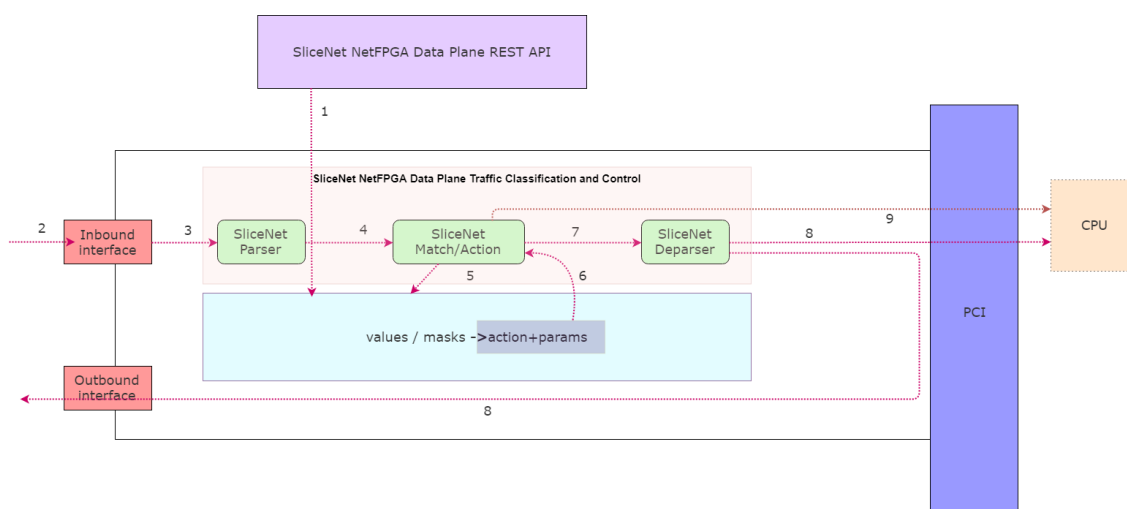 SliceNet NetFPGA Data Plane REST API
1
SliceNet NetFPGA Data Plane Traffic Classification and Control
2
Inbound
interface
3
SliceNet
Parser
4
SliceNet
Match/Action
7
SliceNet
Deparser
8
9
CPU
5
6
values / masks ->action+params
PCI
Outbound
interface
8